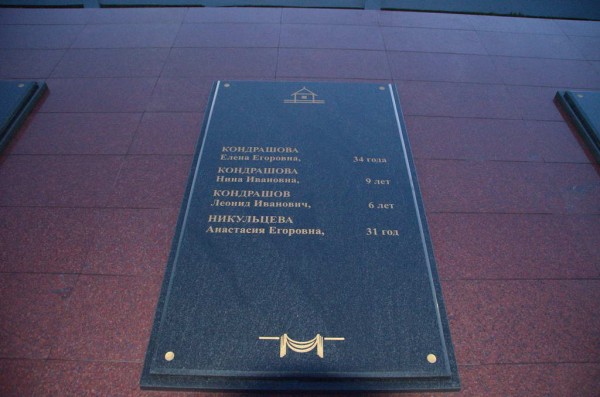 КОНДРАШОВА
Елена Егоровна, 34 года
КОНДРАШОВА
Нина Ивановна, 9 лет
КОНДРАШОВ
Леонид Иванович, 6 лет
НИКУЛЬЦЕВА
Анастасия Егоровна, 31 год